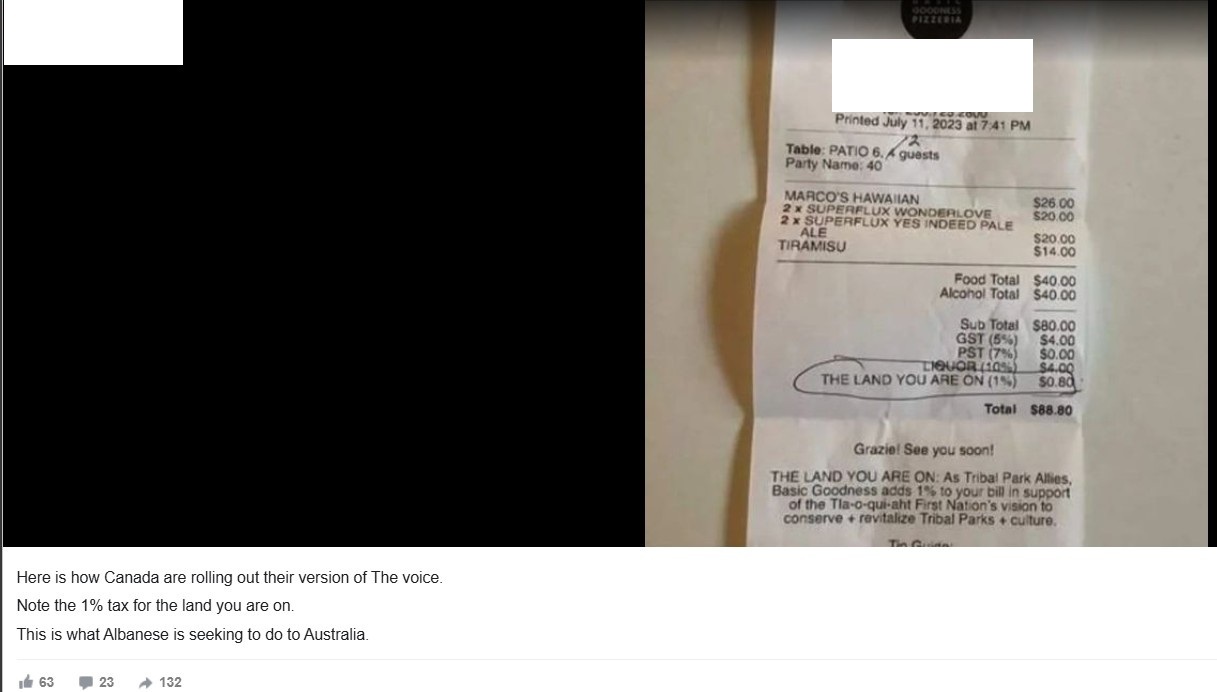 GOODNESS
PIZZERIA
Printed July 11, 2023 at 7:41 PM
2
Table: PATIO 6, guests
Party Name: 40
MARCO'S HAWAIIAN $26.00
2 x SUPERFLUX WONDERLOVE $20.00
2 x SUPERFLUX YES INDEED PALE
ALE $20.00
TIRAMISU $14.00
Food Total $40.00
Alcohol Total $40.00
Sub Total $80.00
GST (5%) $4.00
PST (7%) $0.00
LIQUOR (10%) $4.00
THE LAND YOU ARE ON (1%) $0.80
Total $88.80
Grazie! See you soon!
THE LAND YOU ARE ON: As Tribal Park Allies,
Basic Goodness adds 1% to your bill in support
of the Tla-o-qui-aht First Nation's vision to
conserve + revitalize Tribal Parks + culture.
Here is how Canada are rolling out their version of The voice.
Note the 1% tax for the land you are on.
This is what Albanese is seeking to do to Australia.
63 23 132